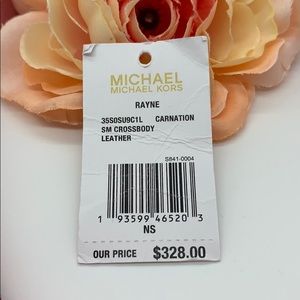 MICHAEL
MICHAEL KORS
RAYNE
35S0SU9C1L CARNATION
SM CROSSBODY
LEATHER
S841-0004
1 93599 46520 3
NS
OUR PRICE $328.00